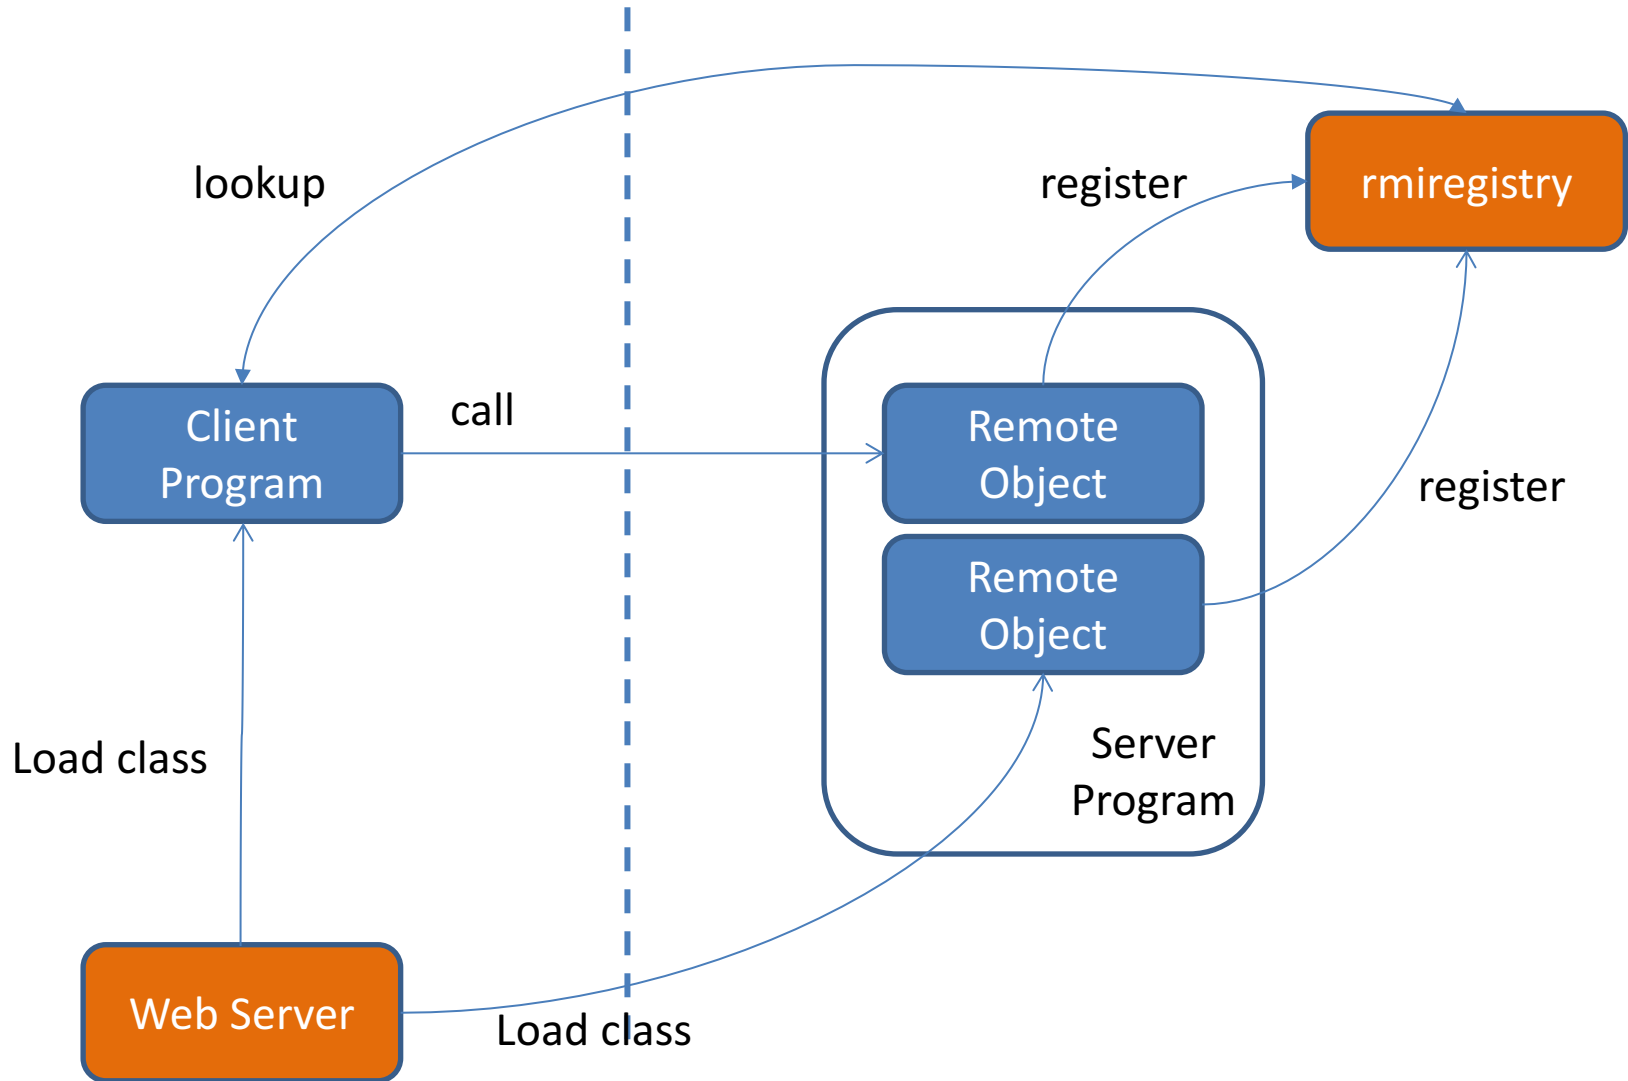 lookup
register
rmiregistry
Client
Program
call
Remote
Object
register
Remote
Object
Load class
Server
Program
Web Server
Load class